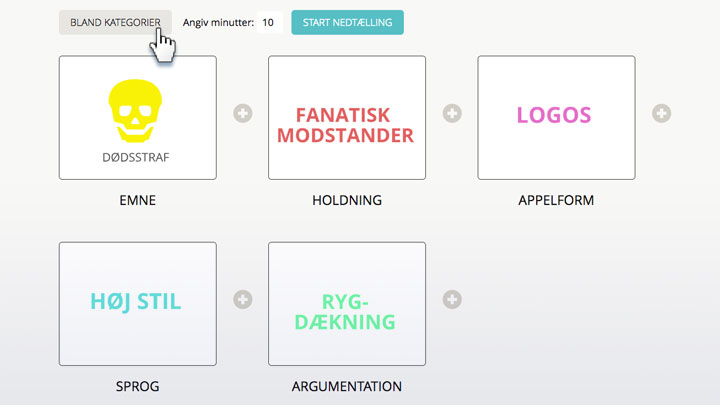 BLAND KATEGORIER
Angiv minutter: 10
START NEDTÆLLING
DØDSSTRAF
FANATISK
MODSTANDER
LOGOS
EMNE
HOLDNING
APPELFORM
HØJ STIL
RYG-
DÆKNING
SPROG
ARGUMENTATION